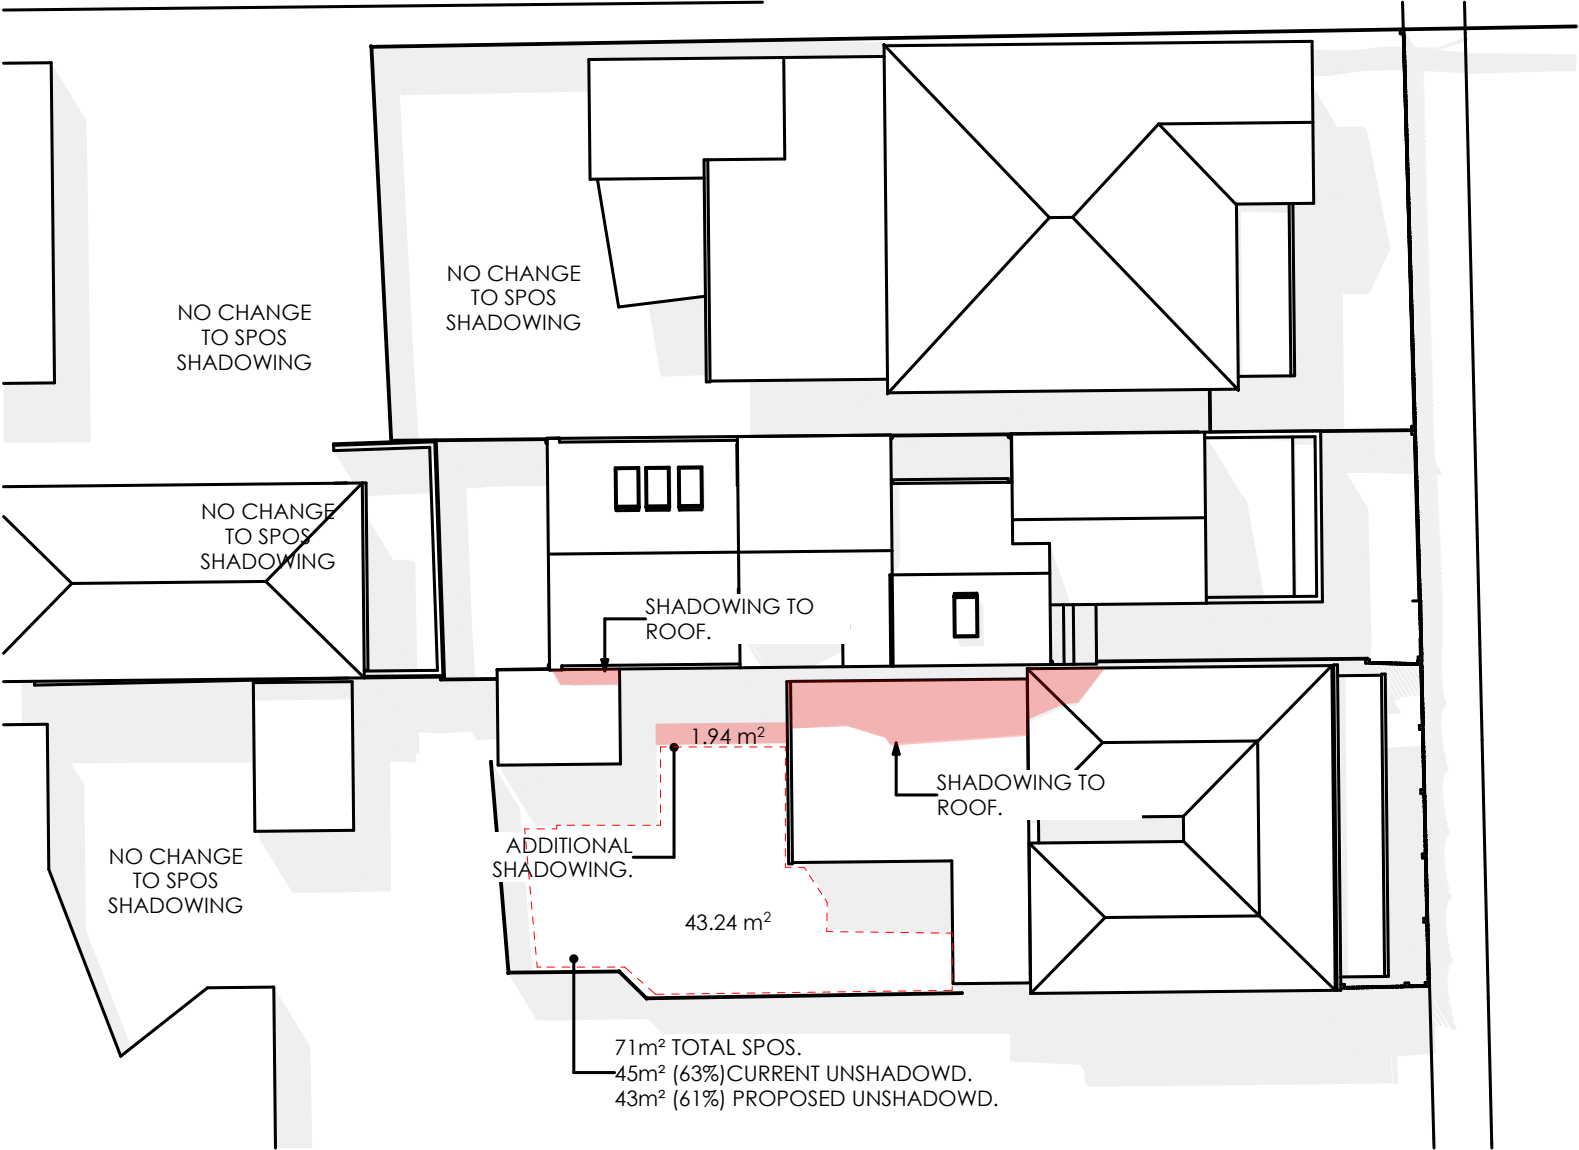 NO CHANGE
TO SPOS
SHADOWING
NO CHANGE
TO SPOS
SHADOWING
NO CHANGE
TO SPOS
SHADOWING
SHADOWING TO
ROOF.
1.94 m²
SHADOWING TO
ROOF.
ADDITIONAL
SHADOWING.
NO CHANGE
TO SPOS
SHADOWING
43.24 m²
71m² TOTAL SPOS.
45m² (63%)CURRENT UNSHADOWD.
43m² (61%) PROPOSED UNSHADOWD.